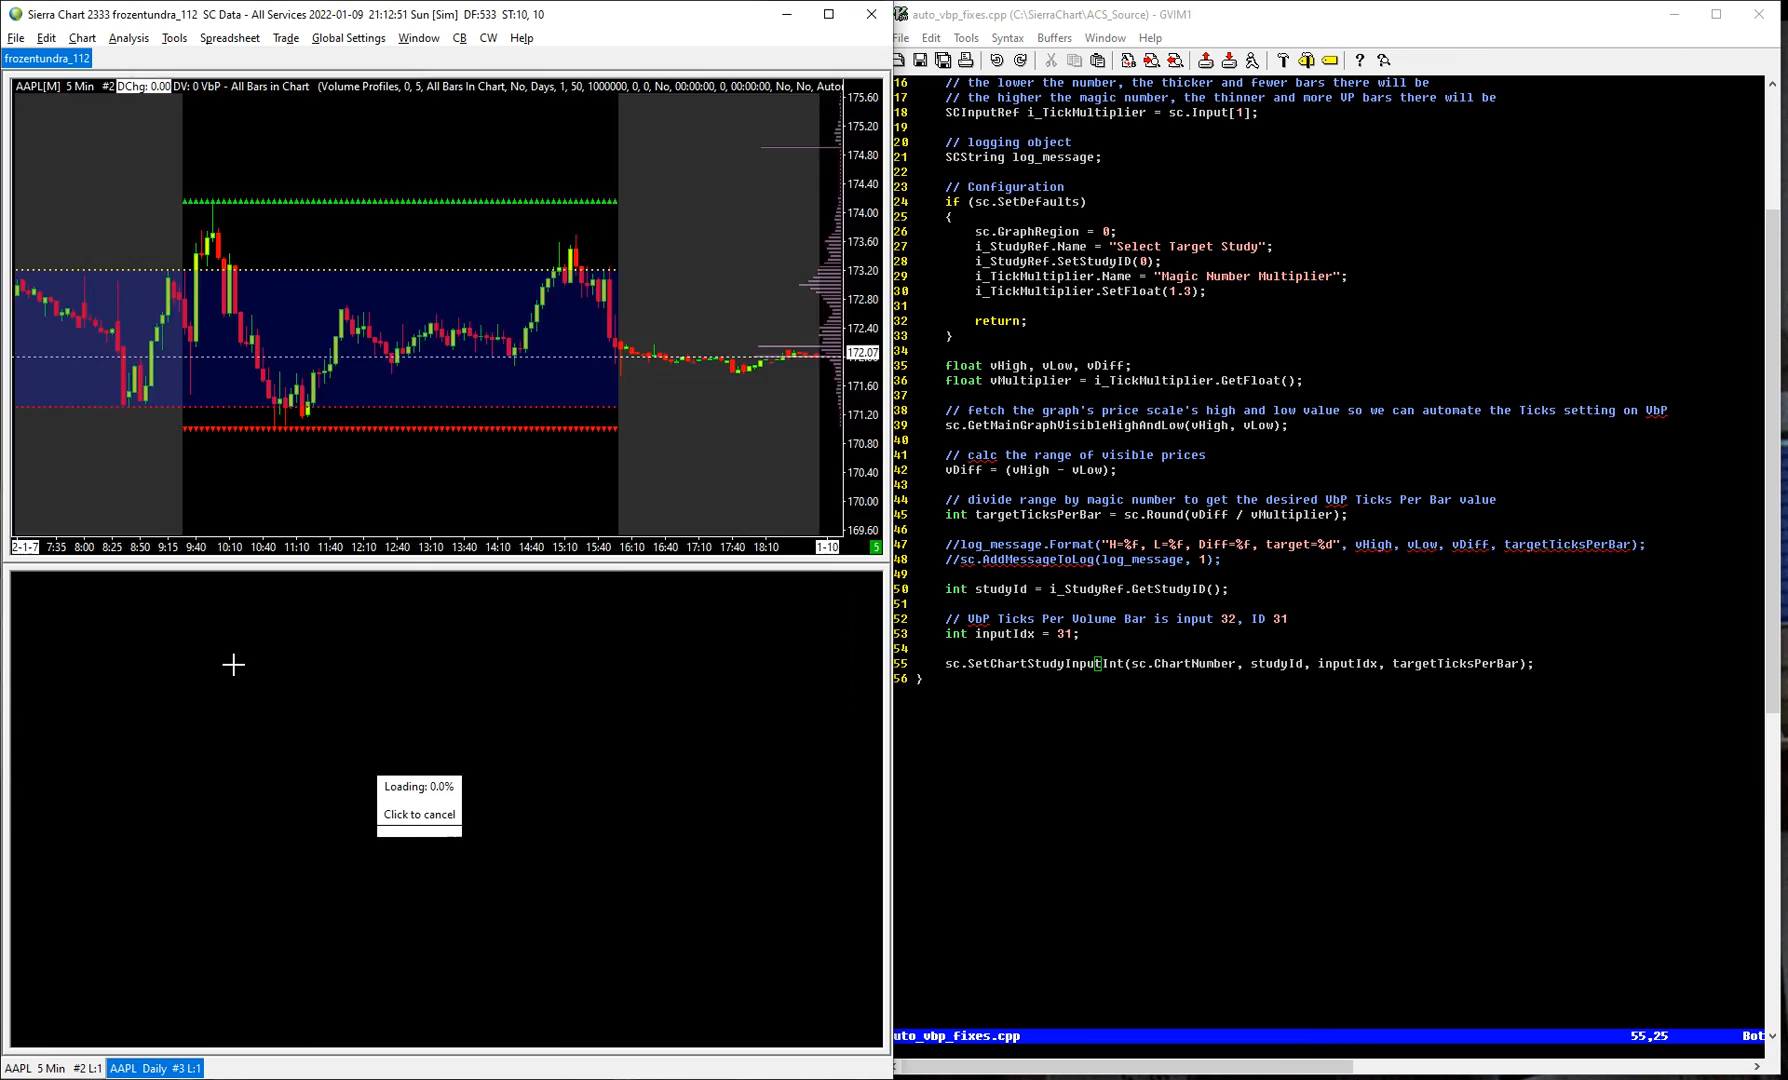 Sierra Chart 2333 frozentundra_112 SC Data - All Services 2022-01-09 21:12:51 Sun [Sim] DF:533 ST:10, 10
File Edit Chart Analysis Tools Spreadsheet Trade Global Settings Window CB CW Help
frozentundra_112
AAPL[M] 5 Min #2 DChg: 0.00 DV: 0 VbP - All Bars in Chart (Volume Profiles, 0, 5, All Bars In Chart, No, Days, 1, 50, 1000000, 0, 0, No, 00:00:00, 0, 00:00:00, No, No, Autor
175.60
175.20
174.80
174.40
174.00
173.60
173.20
172.80
172.40
172.07
171.60
171.20
170.80
170.40
170.00
169.60
2-1-7 7:35 8:00 8:25 8:50 9:15 9:40 10:10 10:40 11:10 11:40 12:10 12:40 13:10 13:40 14:10 14:40 15:10 15:40 16:10 16:40 17:10 17:40 18:10 1-10 5
Loading: 0.0%
Click to cancel
AAPL 5 Min #2 L:1 AAPL Daily #3 L:1
auto_vbp_fixes.cpp (C:\SierraChart\ACS_Source) - GVIM1
File Edit Tools Syntax Buffers Window Help
16 // the lower the number, the thicker and fewer bars there will be
17 // the higher the magic number, the thinner and more VP bars there will be
18 SCInputRef i_TickMultiplier = sc.Input[1];
19
20 // logging object
21 SCString log_message;
22
23 // Configuration
24 if (sc.SetDefaults)
25 {
26 sc.GraphRegion = 0;
27 i_StudyRef.Name = "Select Target Study";
28 i_StudyRef.SetStudyID(0);
29 i_TickMultiplier.Name = "Magic Number Multiplier";
30 i_TickMultiplier.SetFloat(1.3);
31
32 return;
33 }
34
35 float vHigh, vLow, vDiff;
36 float vMultiplier = i_TickMultiplier.GetFloat();
37
38 // fetch the graph's price scale's high and low value so we can automate the Ticks setting on VbP
39 sc.GetMainGraphVisibleHighAndLow(vHigh, vLow);
40
41 // calc the range of visible prices
42 vDiff = (vHigh - vLow);
43
44 // divide range by magic number to get the desired VbP Ticks Per Bar value
45 int targetTicksPerBar = sc.Round(vDiff / vMultiplier);
46
47 //log_message.Format("H=%f, L=%f, Diff=%f, target=%d", vHigh, vLow, vDiff, targetTicksPerBar);
48 //sc.AddMessageToLog(log_message, 1);
49
50 int studyId = i_StudyRef.GetStudyID();
51
52 // VbP Ticks Per Volume Bar is input 32, ID 31
53 int inputIdx = 31;
54
55 sc.SetChartStudyInputInt(sc.ChartNumber, studyId, inputIdx, targetTicksPerBar);
56 }
auto_vbp_fixes.cpp 55,25 Bot